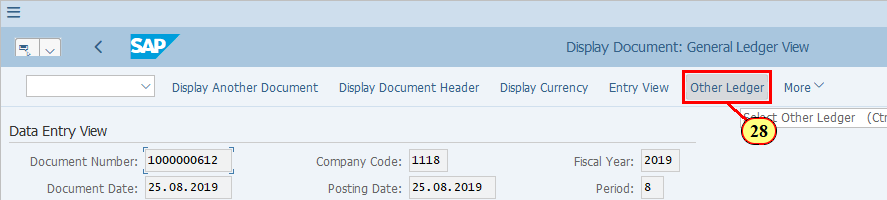 SAP
Display Document: General Ledger View
Display Another Document Display Document Header Display Currency Entry View Other Ledger More
Select Other Ledger (Ctr
28
Data Entry View
Document Number: 1000000612 Company Code: 1118 Fiscal Year: 2019
Document Date: 25.08.2019 Posting Date: 25.08.2019 Period: 8